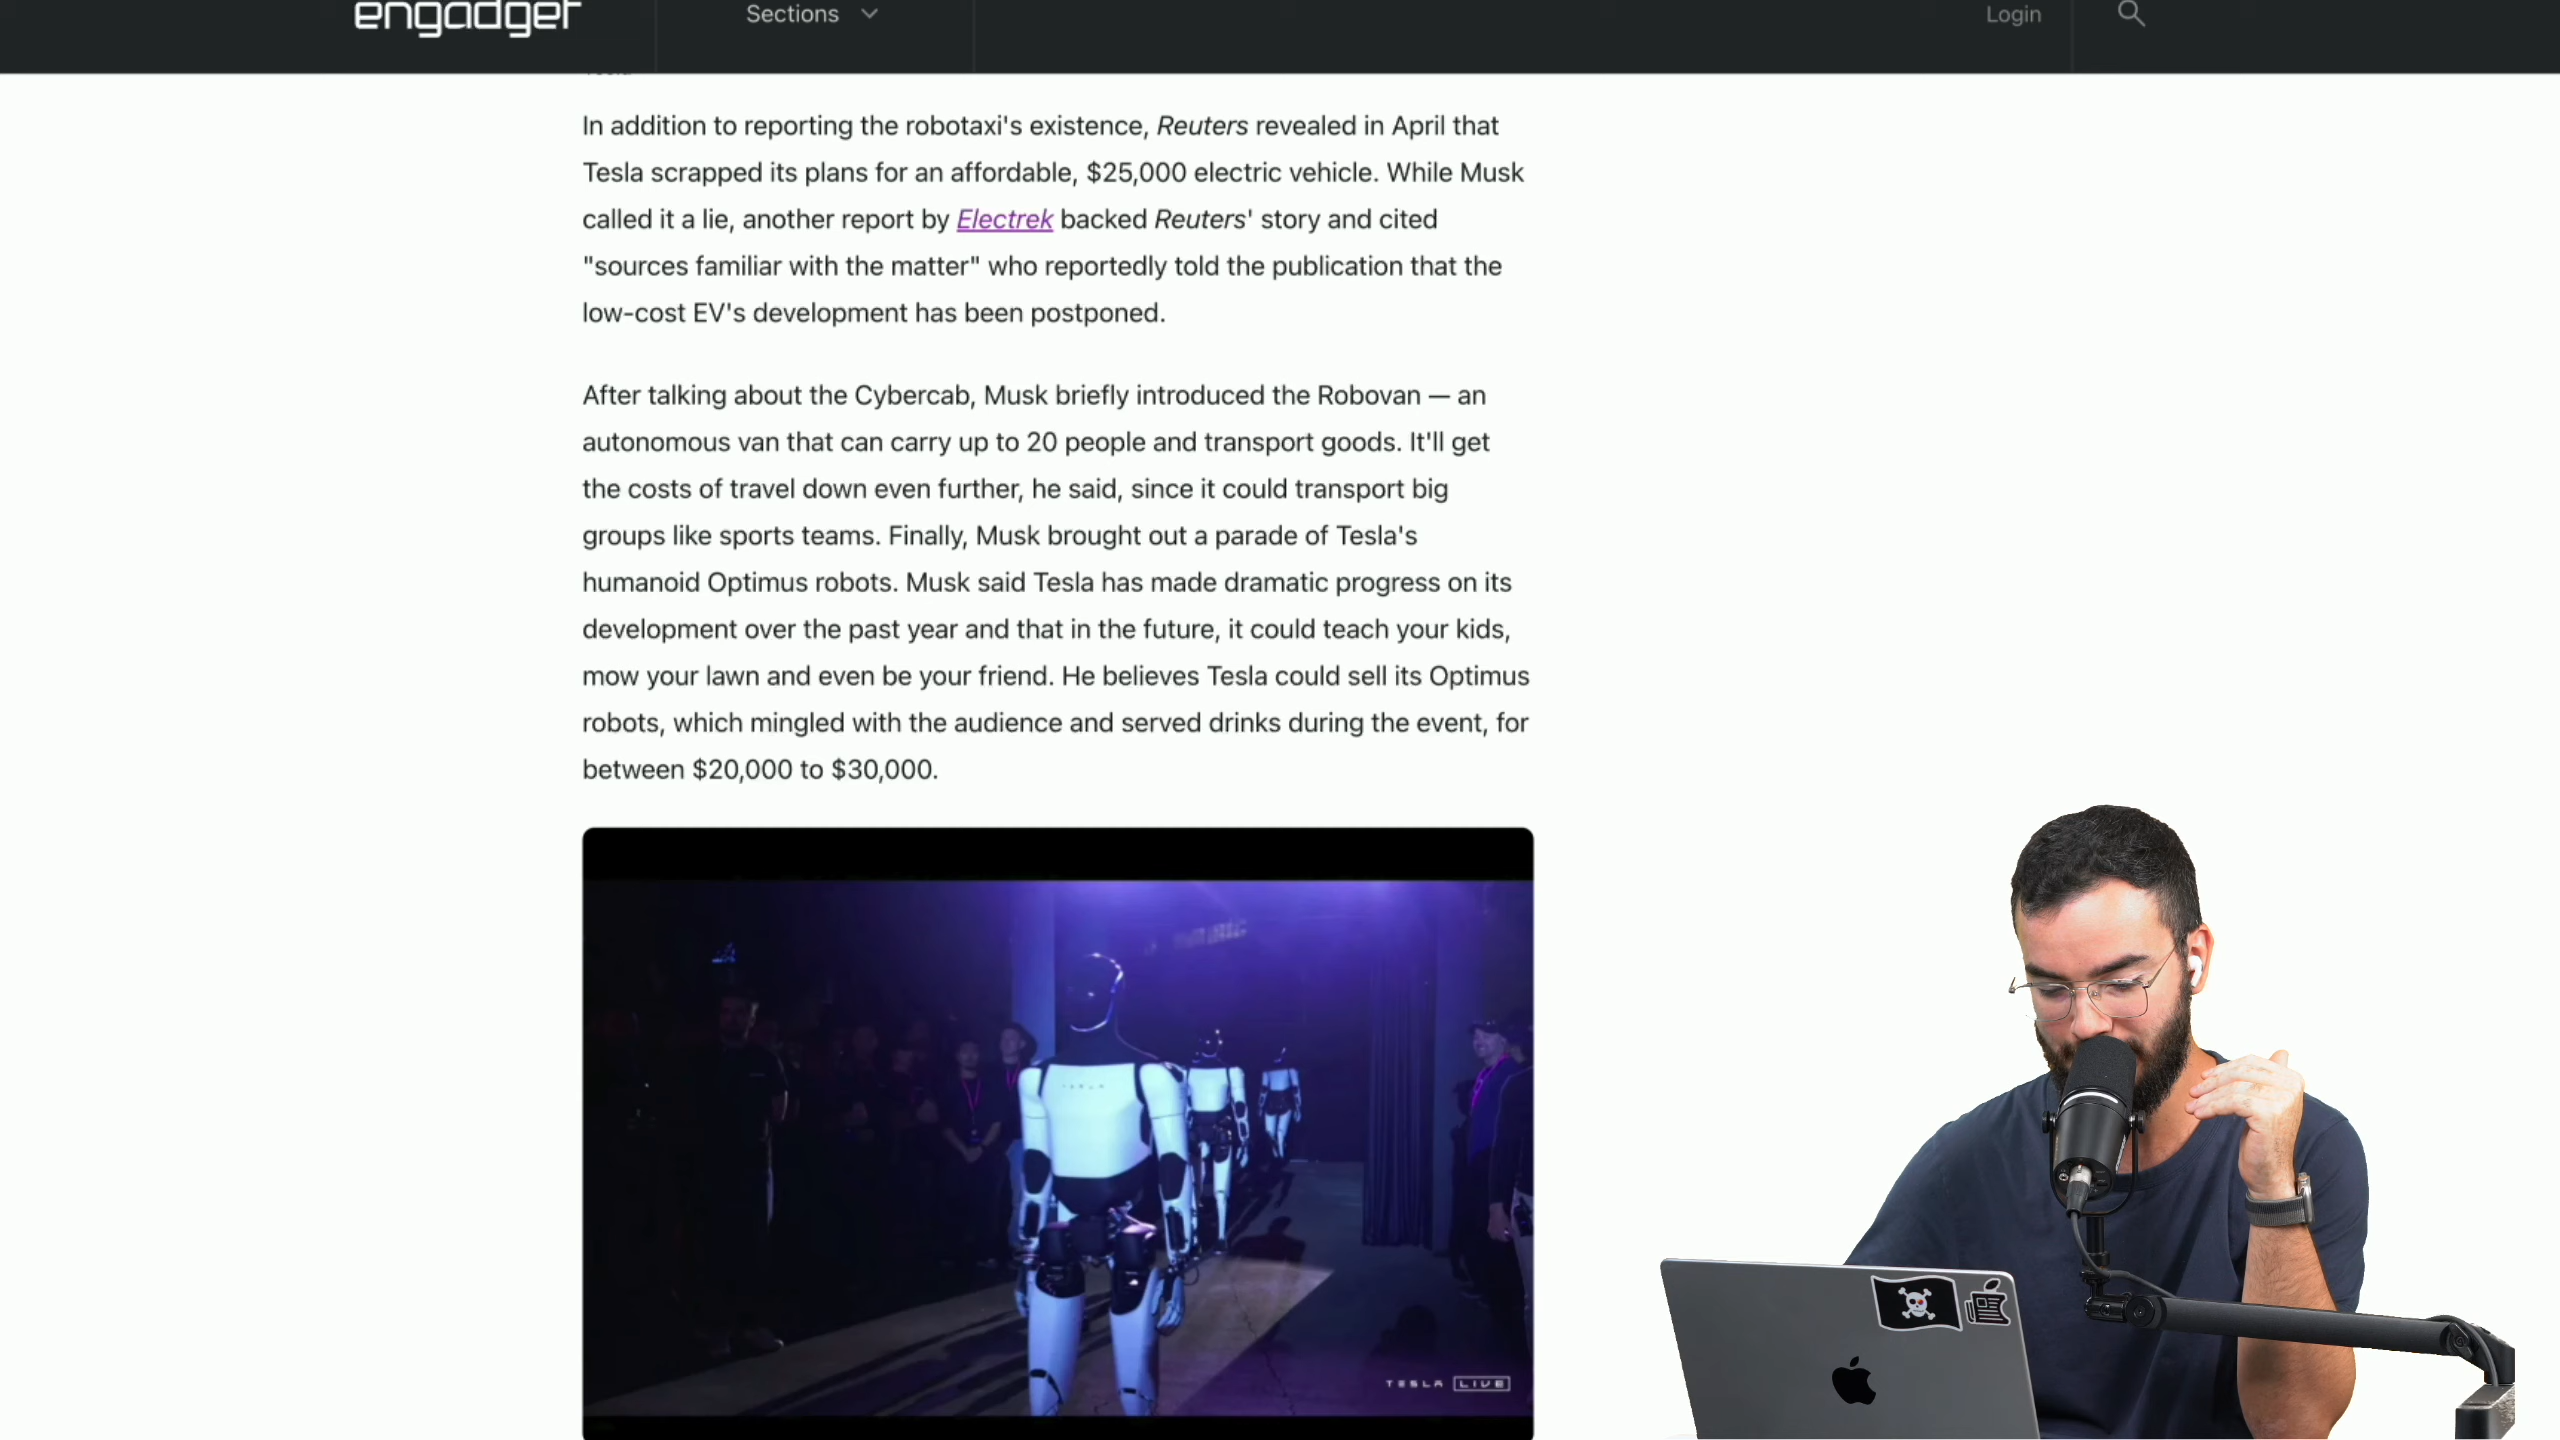 engadget
Sections
Login
In addition to reporting the robotaxi's existence, Reuters revealed in April that
Tesla scrapped its plans for an affordable, $25,000 electric vehicle. While Musk
called it a lie, another report by Electrek backed Reuters' story and cited
"sources familiar with the matter" who reportedly told the publication that the
low-cost EV's development has been postponed.
After talking about the Cybercab, Musk briefly introduced the Robovan — an
autonomous van that can carry up to 20 people and transport goods. It'll get
the costs of travel down even further, he said, since it could transport big
groups like sports teams. Finally, Musk brought out a parade of Tesla's
humanoid Optimus robots. Musk said Tesla has made dramatic progress on its
development over the past year and that in the future, it could teach your kids,
mow your lawn and even be your friend. He believes Tesla could sell its Optimus
robots, which mingled with the audience and served drinks during the event, for
between $20,000 to $30,000.
TESLA
TESLA LIVE